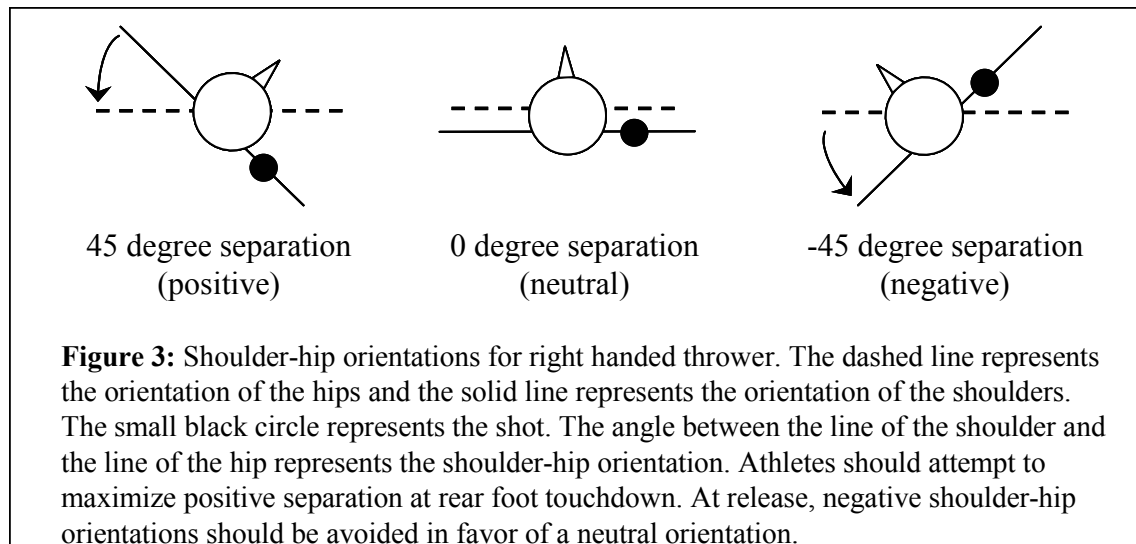 45 degree separation
(positive)
0 degree separation
(neutral)
-45 degree separation
(negative)
Figure 3: Shoulder-hip orientations for right handed thrower. The dashed line represents
the orientation of the hips and the solid line represents the orientation of the shoulders.
The small black circle represents the shot. The angle between the line of the shoulder and
the line of the hip represents the shoulder-hip orientation. Athletes should attempt to
maximize positive separation at rear foot touchdown. At release, negative shoulder-hip
orientations should be avoided in favor of a neutral orientation.